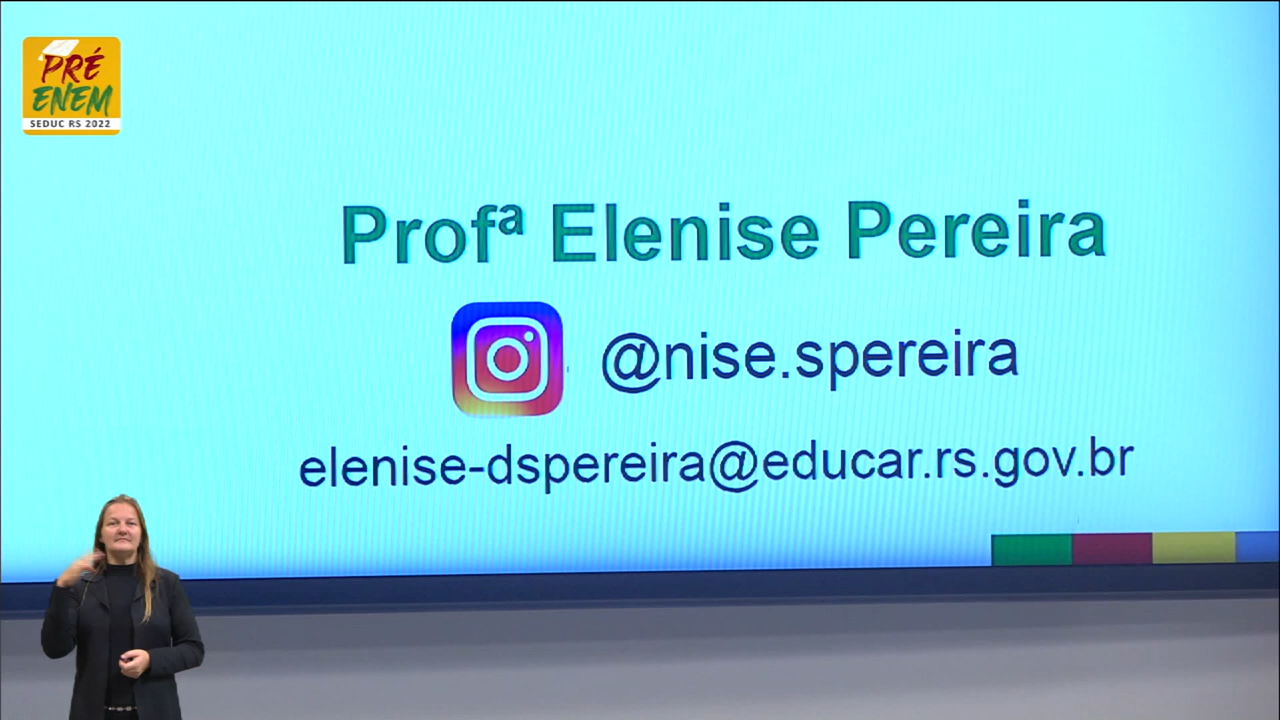 PRÉ
ENEM
SEDUC RS 2022
Profª Elenise Pereira
@nise.spereira
elenise-dspereira@educar.rs.gov.br